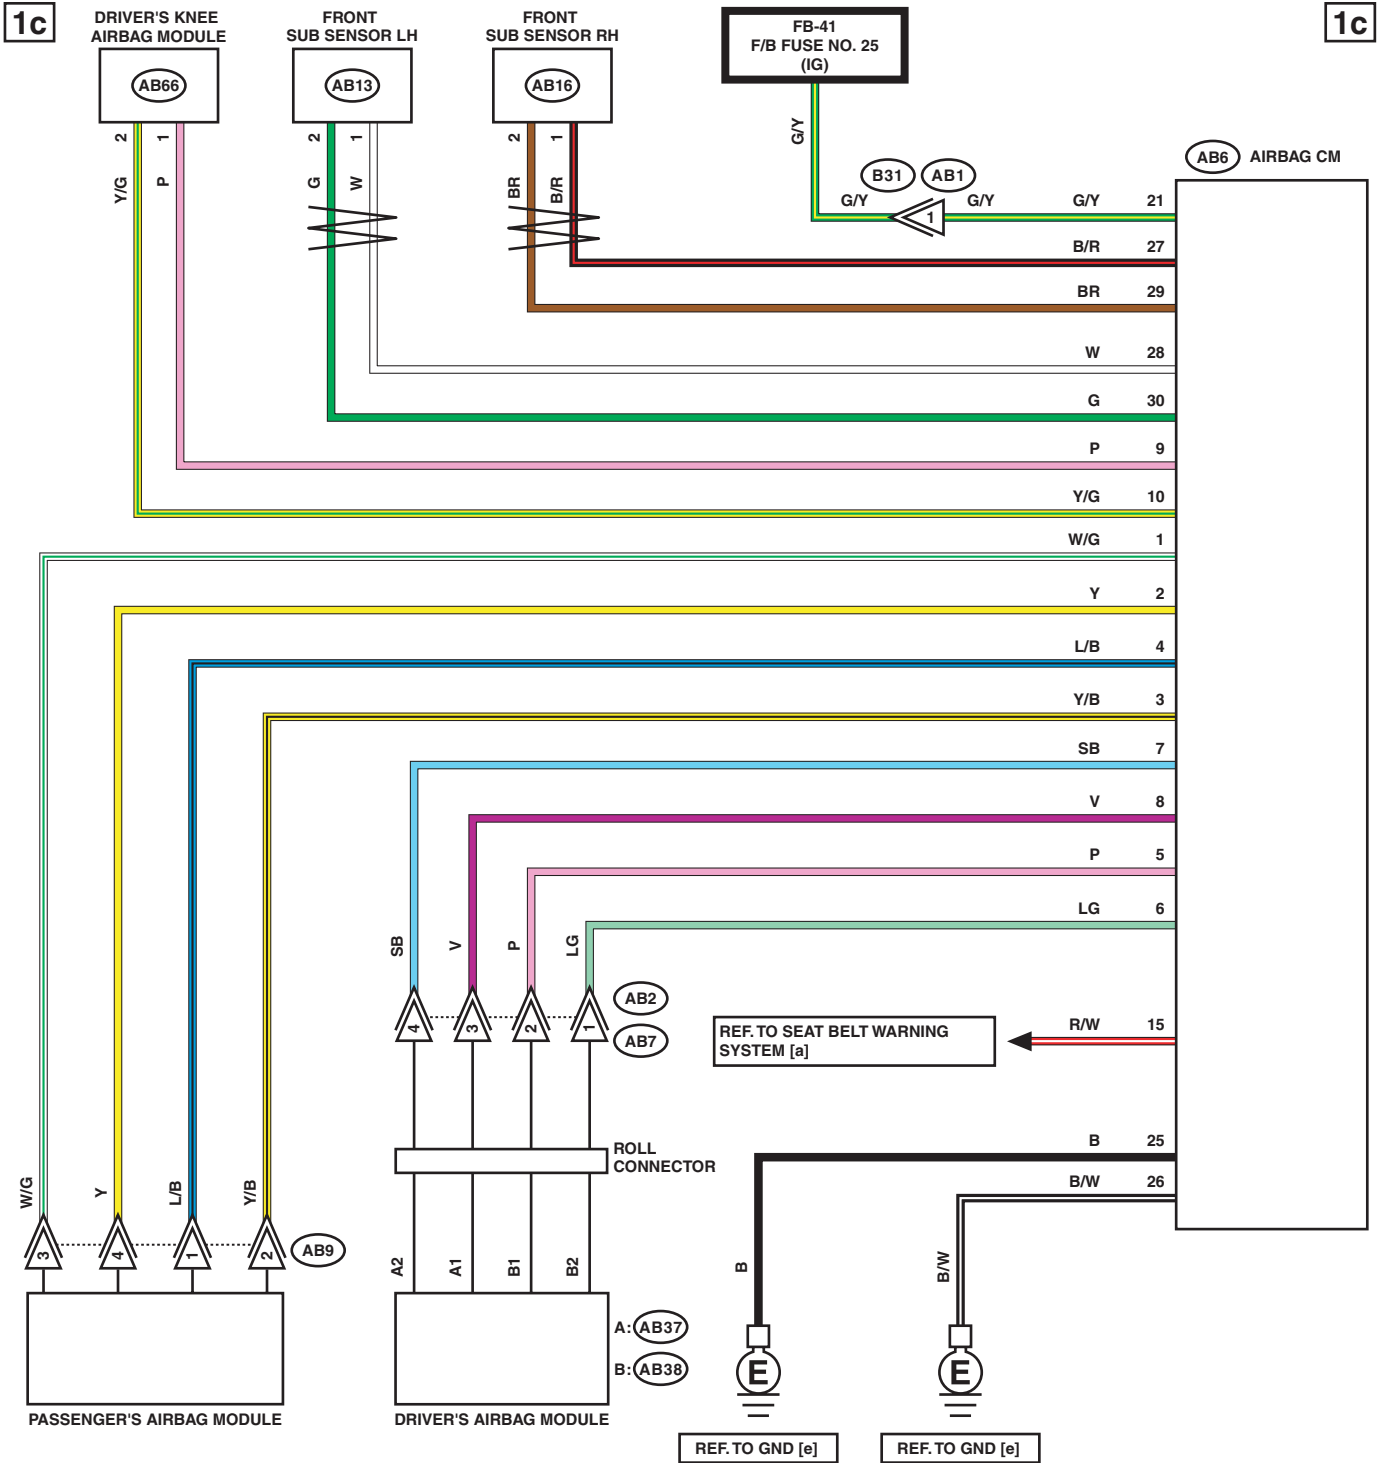 1c
1c
DRIVER'S KNEE
AIRBAG MODULE
FRONT
SUB SENSOR LH
FRONT
SUB SENSOR RH
FB-41
F/B FUSE NO. 25
(IG)
AB66
AB13
AB16
2
1
2
1
2
1
Y/G
P
G
W
BR
B/R
G/Y
AB6
AIRBAG CM
B31
AB1
G/Y
G/Y
G/Y
21
1
B/R
27
BR
29
W
28
G
30
P
9
Y/G
10
W/G
1
Y
2
L/B
4
Y/B
3
SB
7
V
8
P
5
LG
6
SB
V
P
LG
AB2
4
3
2
1
AB7
REF. TO SEAT BELT WARNING
SYSTEM [a]
R/W
15
ROLL
CONNECTOR
B
25
B/W
26
W/G
Y
L/B
Y/B
3
4
1
2
AB9
A2
A1
B1
B2
B
B/W
A:
AB37
B:
AB38
E
E
PASSENGER'S AIRBAG MODULE
DRIVER'S AIRBAG MODULE
REF. TO GND [e]
REF. TO GND [e]